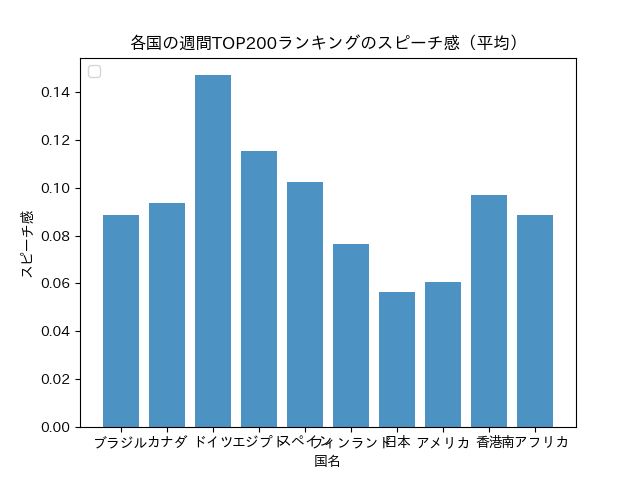 各国の週間TOP200ランキングのスピーチ感（平均）
スピーチ感
0.14
0.12
0.10
0.08
0.06
0.04
0.02
0.00
ブラジル カナダ ドイツ エジプト スペイン フィンランド 日本 アメリカ 香港 南アフリカ
国名